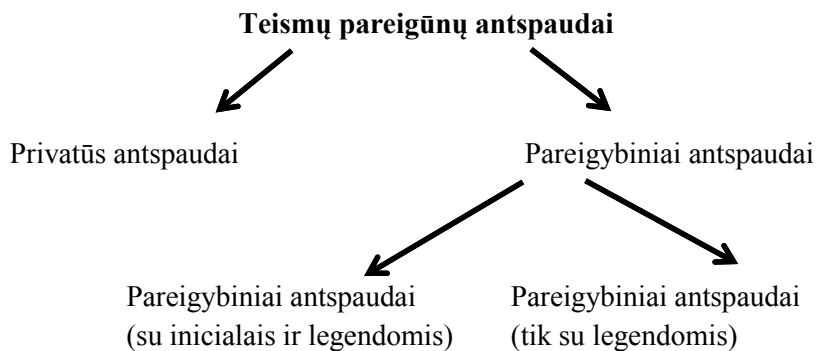 Teismų pareigūnų antspaudai
Privatūs antspaudai
Pareigybiniai antspaudai
Pareigybiniai antspaudai
(su inicialais ir legendomis)
Pareigybiniai antspaudai
(tik su legendomis)